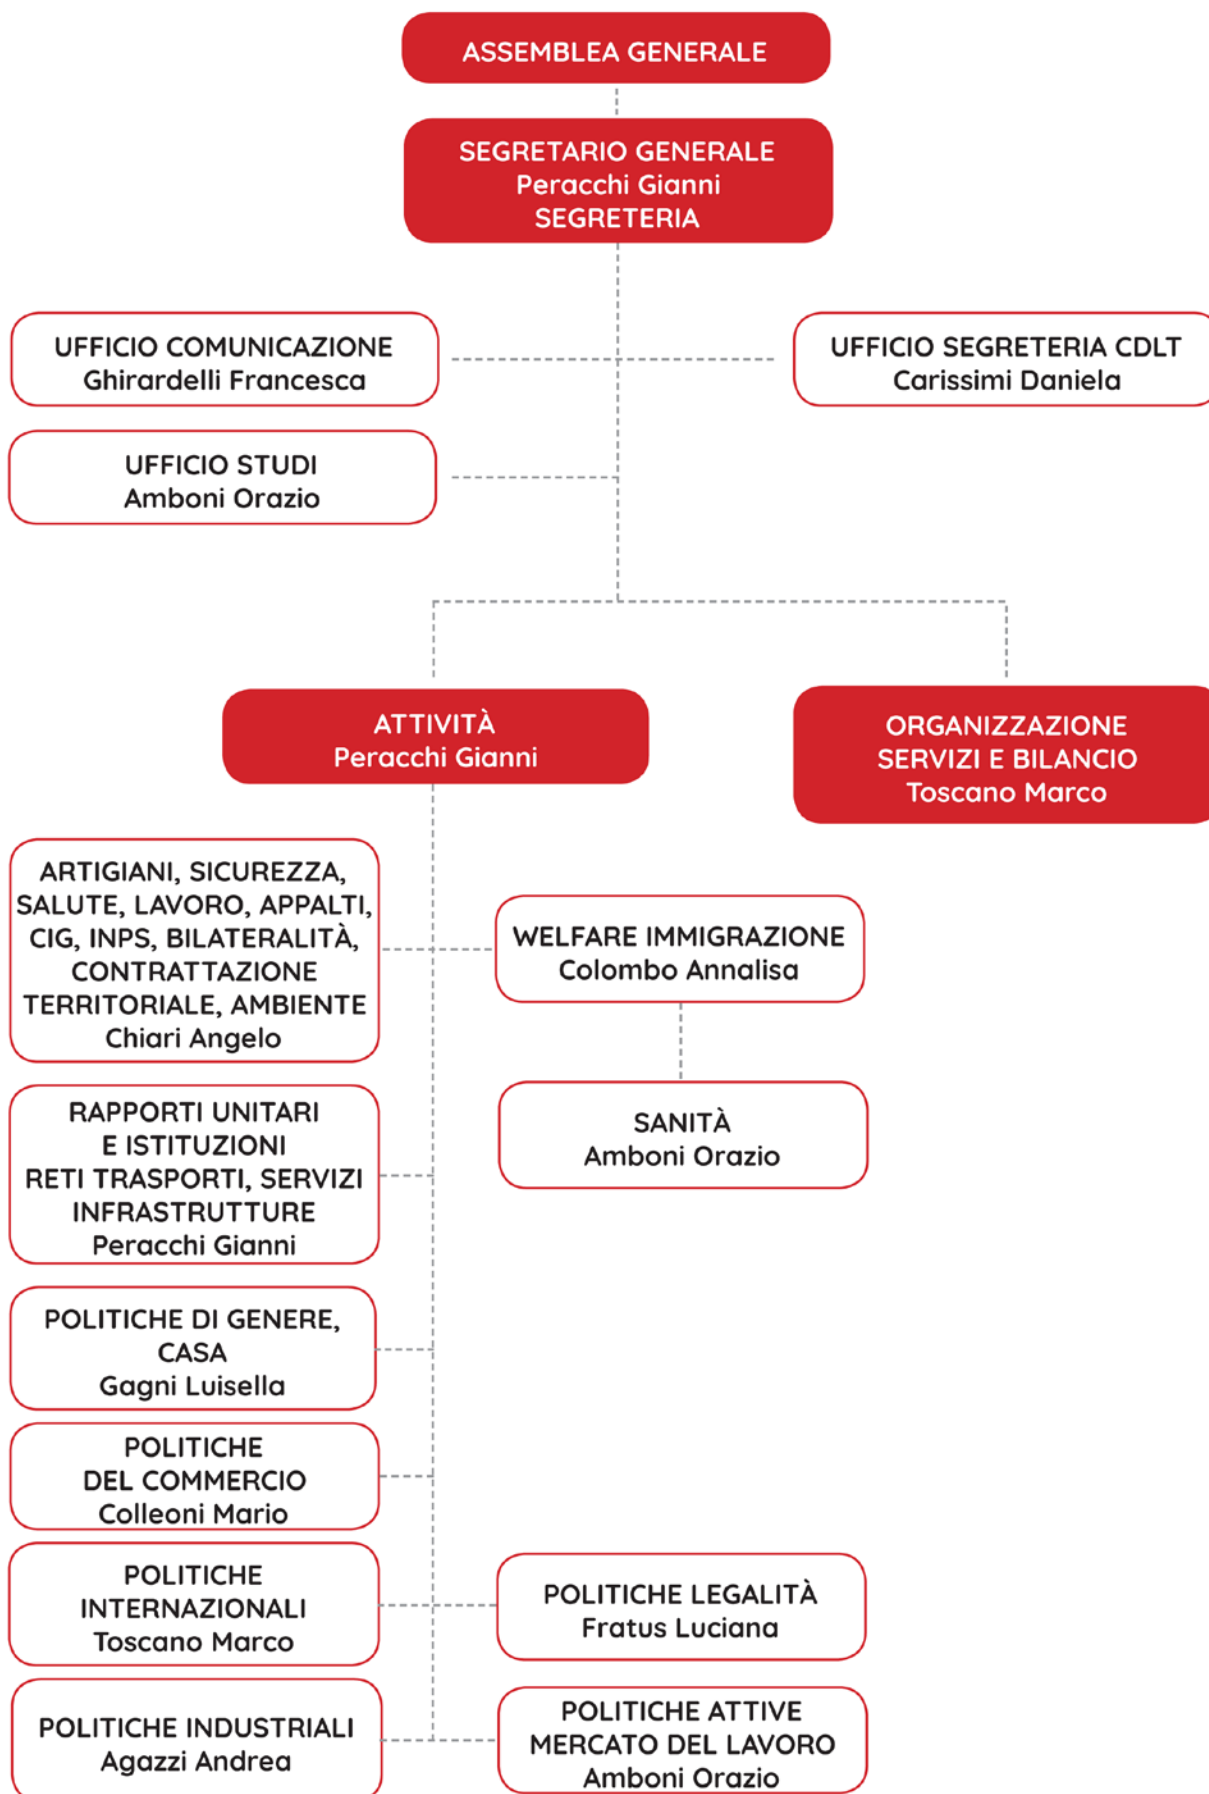 ASSEMBLEA GENERALE
SEGRETARIO GENERALE
Peracchi Gianni
SEGRETERIA
UFFICIO COMUNICAZIONE
Ghirardelli Francesca
UFFICIO SEGRETERIA CDLT
Carissimi Daniela
UFFICIO STUDI
Amboni Orazio
ATTIVITÀ
Peracchi Gianni
ORGANIZZAZIONE
SERVIZI E BILANCIO
Toscano Marco
ARTIGIANI, SICUREZZA,
SALUTE, LAVORO, APPALTI,
CIG, INPS, BILATERALITÀ,
CONTRATTAZIONE
TERRITORIALE, AMBIENTE
Chiari Angelo
WELFARE IMMIGRAZIONE
Colombo Annalisa
SANITÀ
Amboni Orazio
RAPPORTI UNITARI
E ISTITUZIONI
RETI TRASPORTI, SERVIZI
INFRASTRUTTURE
Peracchi Gianni
POLITICHE DI GENERE,
CASA
Gagni Luisella
POLITICHE
DEL COMMERCIO
Colleoni Mario
POLITICHE
INTERNAZIONALI
Toscano Marco
POLITICHE LEGALITÀ
Fratus Luciana
POLITICHE INDUSTRIALI
Agazzi Andrea
POLITICHE ATTIVE
MERCATO DEL LAVORO
Amboni Orazio